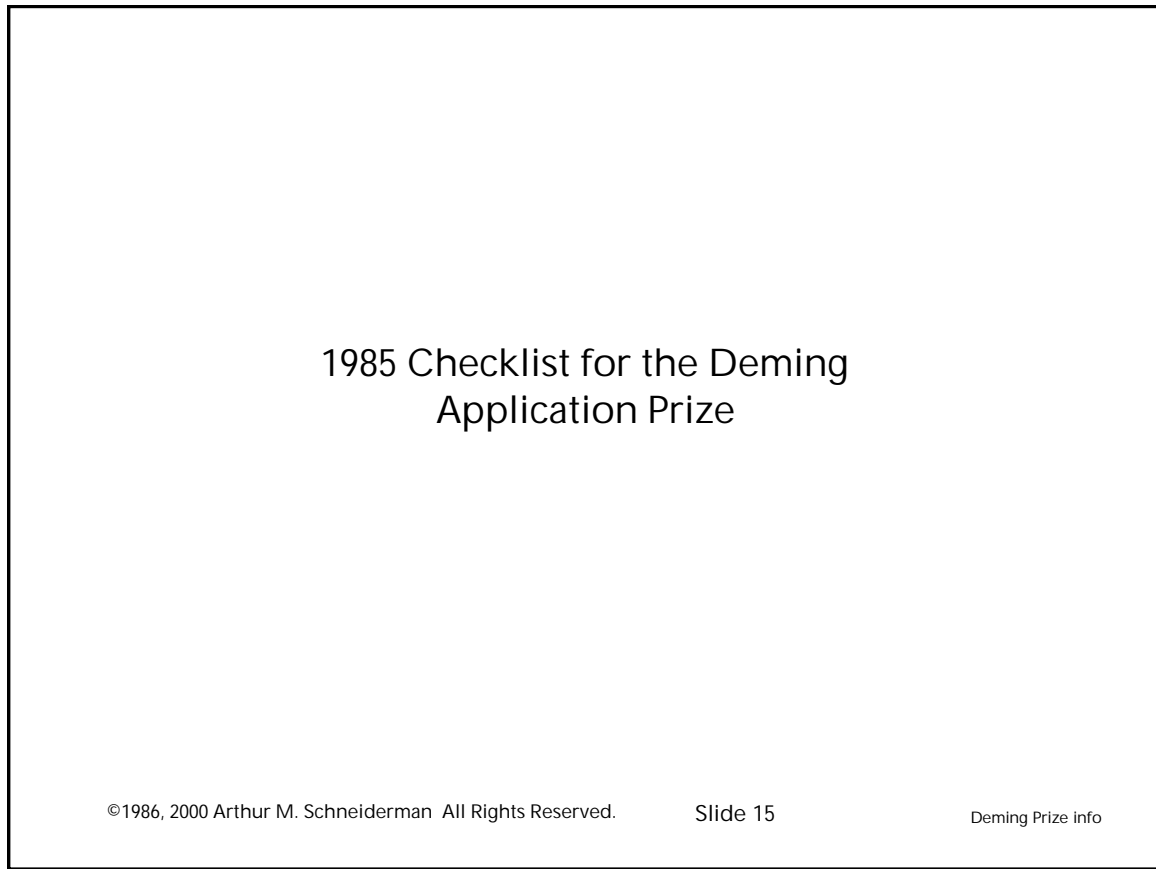 1985 Checklist for the Deming
Application Prize
©1986, 2000 Arthur M. Schneiderman All Rights Reserved. Slide 15 Deming Prize info